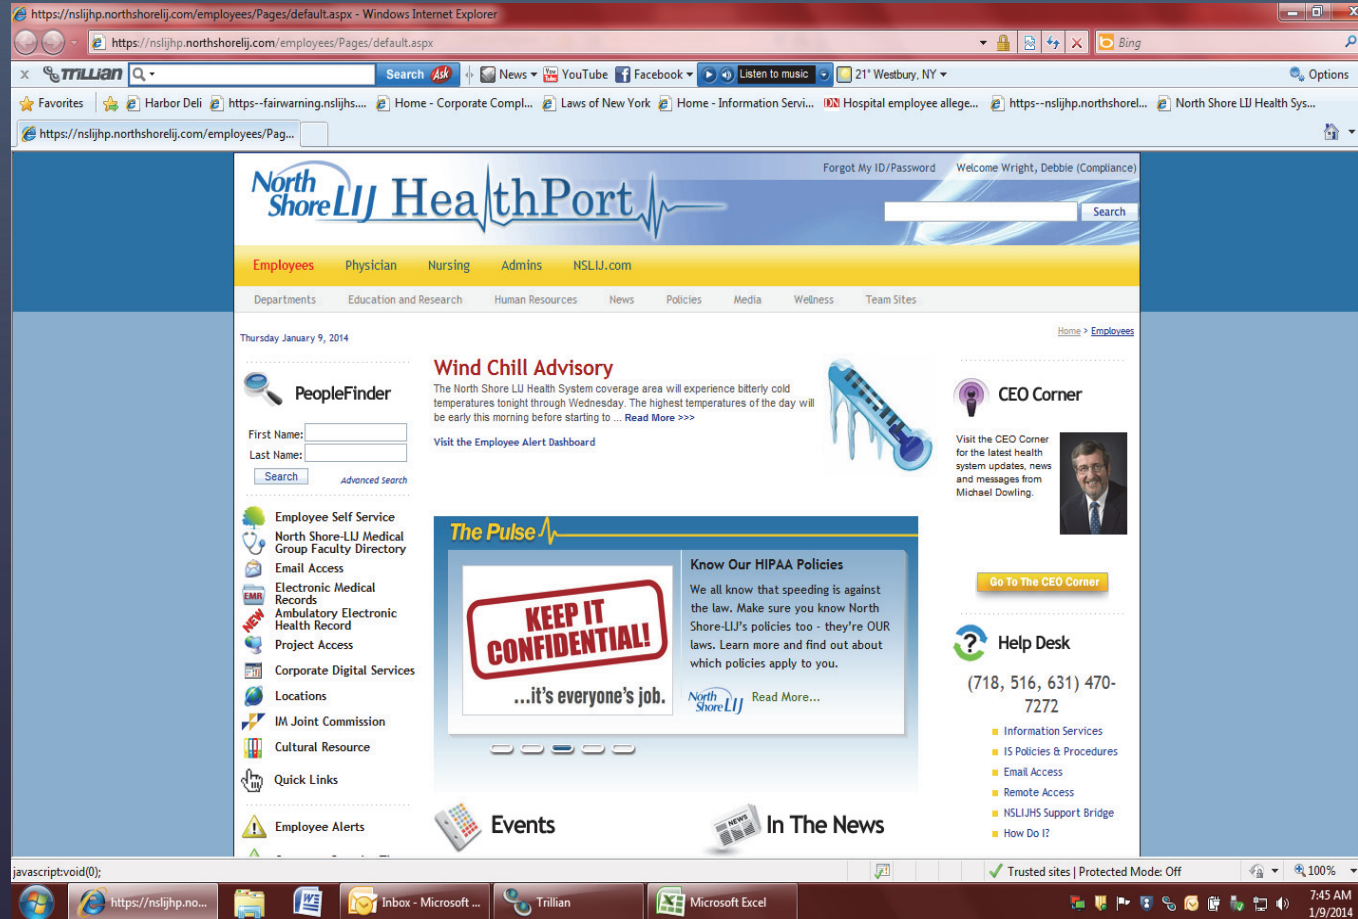 https://nslijhp.northshorelij.com/employees/Pages/default.aspx - Windows Internet Explorer
https://nslijhp.northshorelij.com/employees/Pages/default.aspx
Bing
x TRILLIAN Search Ask News YouTube Facebook Listen to music 21° Westbury, NY Options
Favorites Harbor Deli https--fairwarning.nslijhs.... Home - Corporate Compl... Laws of New York Home - Information Servi... IDN Hospital employee allege... https--nslijhp.northshorel... North Shore LIJ Health Sys...
https://nslijhp.northshorelij.com/employees/Pag...
Forgot My ID/Password Welcome Wright, Debbie (Compliance)
North Shore LIJ HealthPort
Search
Employees Physician Nursing Admins NSLIJ.com
Departments Education and Research Human Resources News Policies Media Wellness Team Sites
Thursday January 9, 2014
Home > Employees
PeopleFinder
First Name:
Last Name:
Search Advanced Search
Employee Self Service
North Shore-LIJ Medical
Group Faculty Directory
Email Access
EMR Electronic Medical
Records
NEW Ambulatory Electronic
Health Record
Project Access
Corporate Digital Services
Locations
IM Joint Commission
Cultural Resource
Quick Links
Employee Alerts
Wind Chill Advisory
The North Shore LIJ Health System coverage area will experience bitterly cold
temperatures tonight through Wednesday. The highest temperatures of the day will
be early this morning before starting to ... Read More >>>
Visit the Employee Alert Dashboard
The Pulse
KEEP IT
CONFIDENTIAL!
...it's everyone's job.
Know Our HIPAA Policies
We all know that speeding is against
the law. Make sure you know North
Shore-LIJ's policies too - they're OUR
laws. Learn more and find out about
which policies apply to you.
North Shore LIJ Read More...
Events
NEWS In The News
CEO Corner
Visit the CEO Corner
for the latest health
system updates, news
and messages from
Michael Dowling.
Go To The CEO Corner
Help Desk
(718, 516, 631) 470-
7272
Information Services
IS Policies & Procedures
Email Access
Remote Access
NSLIJHS Support Bridge
How Do I?
javascript:void(0); Trusted sites | Protected Mode: Off 100%
https://nslijhp.no... Inbox - Microsoft ... Trillian Microsoft Excel
7:45 AM
1/9/2014